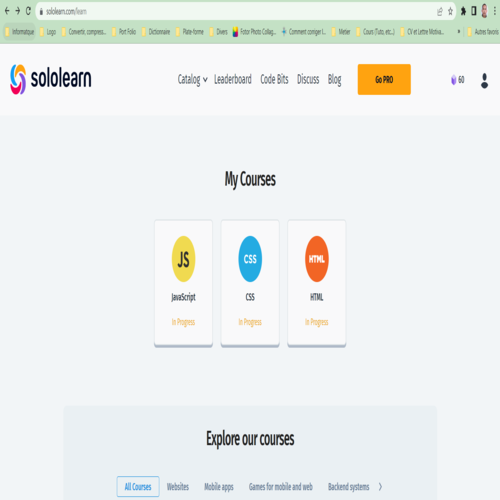 sololearn.com/learn
Informatique Logo Convertir, compress... Port Folio Dictionnaire Plate-forme Divers Fotor Photo Collag... Comment corriger l... Metier Cours (Tuto, etc...) CV et Lettre Motiva... » Autres favoris
sololearn Catalog Leaderboard Code Bits Discuss Blog Go PRO 60
My Courses
JS CSS HTML
JavaScript CSS HTML
In Progress In Progress In Progress
Explore our courses
All Courses Websites Mobile apps Games for mobile and web Backend systems